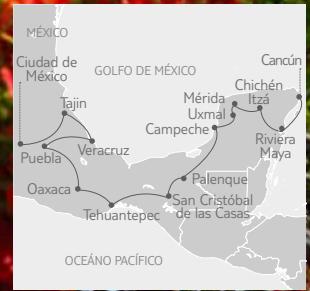 MÉXICO
Ciudad de
México
GOLFO DE MÉXICO
Cancún
Chichén
Itzá
Mérida
Uxmal
Campeche
Tajin
Riviera
Maya
Puebla
Veracruz
Palenque
Oaxaca
San Cristóbal
de las Casas
Tehuantepec
OCEÁNO PACÍFICO